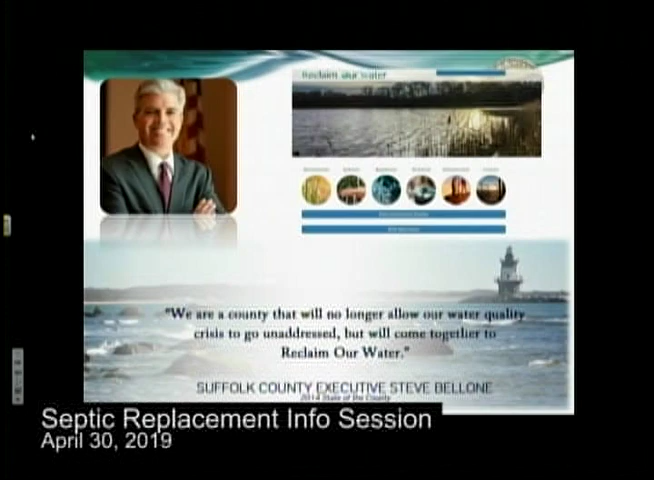 Reclaim Our Water
"We are a county that will no longer allow our water quality
crisis to go unaddressed, but will come together to
Reclaim Our Water."
SUFFOLK COUNTY EXECUTIVE STEVE BELLONE
2014 State of the County
Septic Replacement Info Session
April 30, 2019